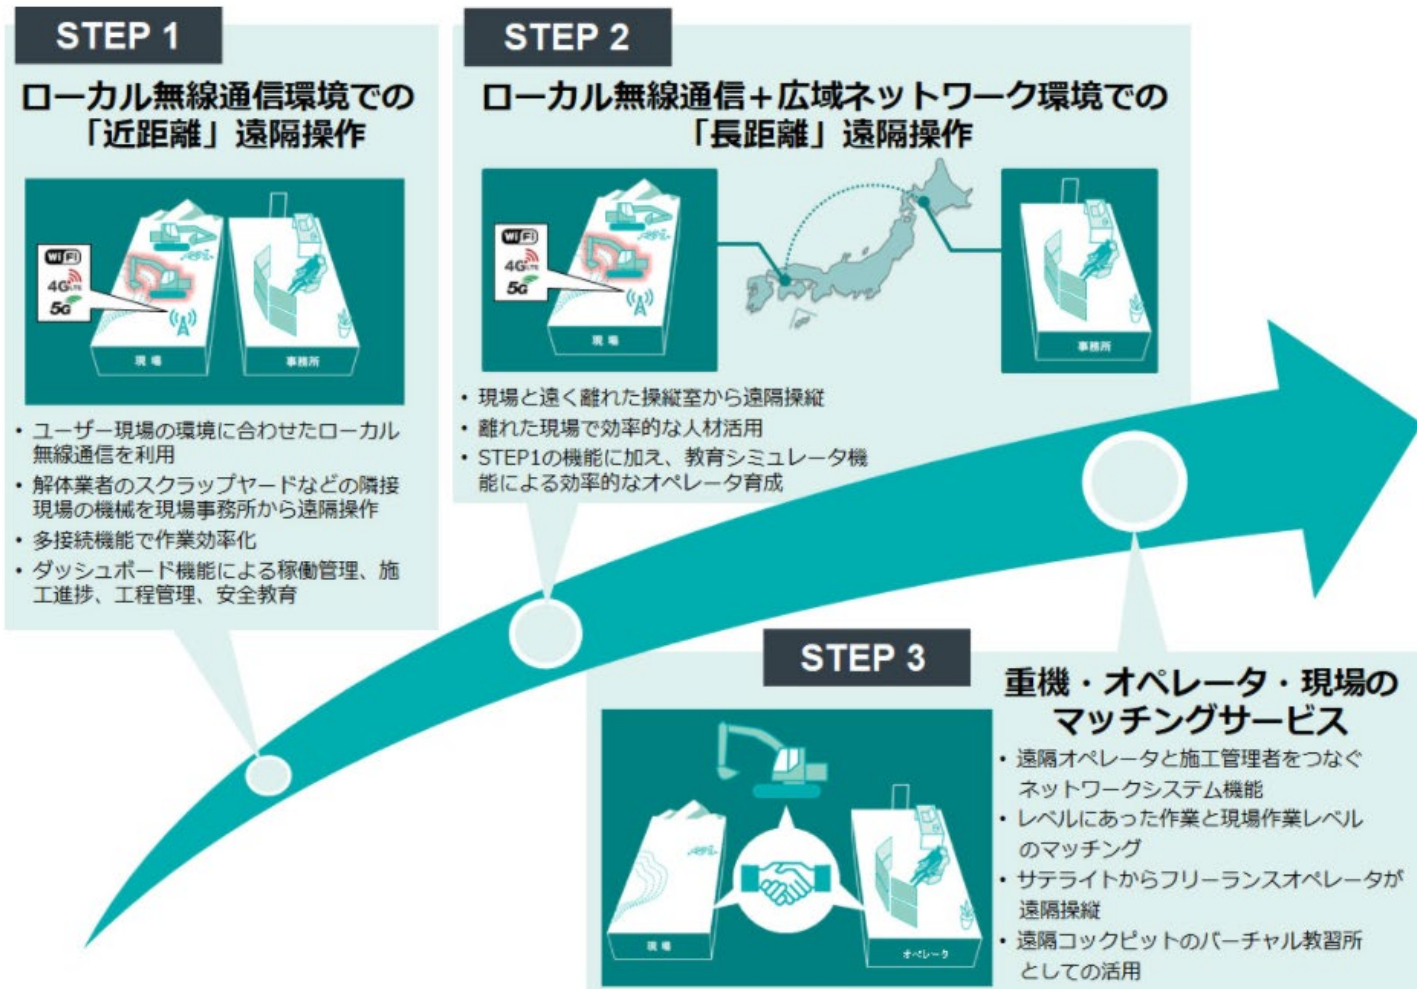 STEP 1
ローカル無線通信環境での
「近距離」遠隔操作
WiFi
4G LTE
5G
現場
事務所
・ユーザー現場の環境に合わせたローカル
無線通信を利用
・解体業者のスクラップヤードなどの隣接
現場の機械を現場事務所から遠隔操作
・多接続機能で作業効率化
・ダッシュボード機能による稼働管理、施
工進捗、工程管理、安全教育
STEP 2
ローカル無線通信＋広域ネットワーク環境での
「長距離」遠隔操作
WiFi
4G LTE
5G
現場
事務所
・現場と遠く離れた操縦室から遠隔操縦
・離れた現場で効率的な人材活用
・STEP1の機能に加え、教育シミュレータ機
能による効率的なオペレータ育成
STEP 3
重機・オペレータ・現場の
マッチングサービス
現場
オペレータ
・遠隔オペレータと施工管理者をつなぐ
ネットワークシステム機能
・レベルにあった作業と現場作業レベル
のマッチング
・サテライトからフリーランスオペレータが
遠隔操縦
・遠隔コックピットのバーチャル教習所
としての活用